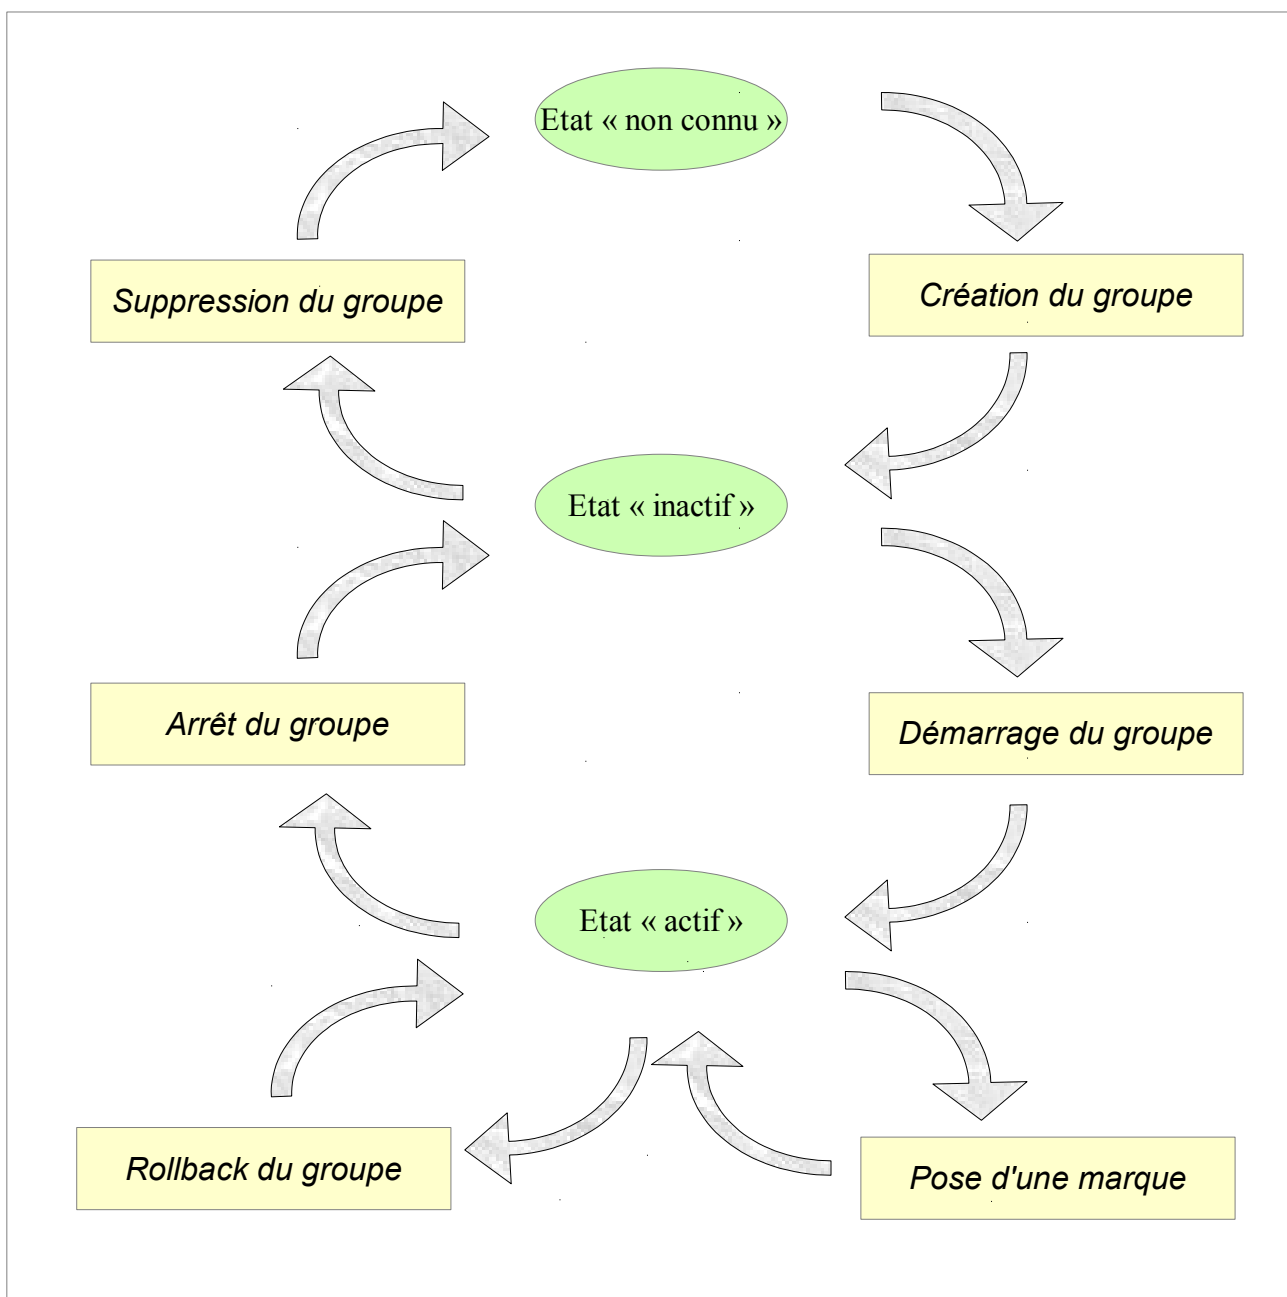 Etat « non connu »
Suppression du groupe
Création du groupe
Etat « inactif »
Arrêt du groupe
Démarrage du groupe
Etat « actif »
Rollback du groupe
Pose d'une marque